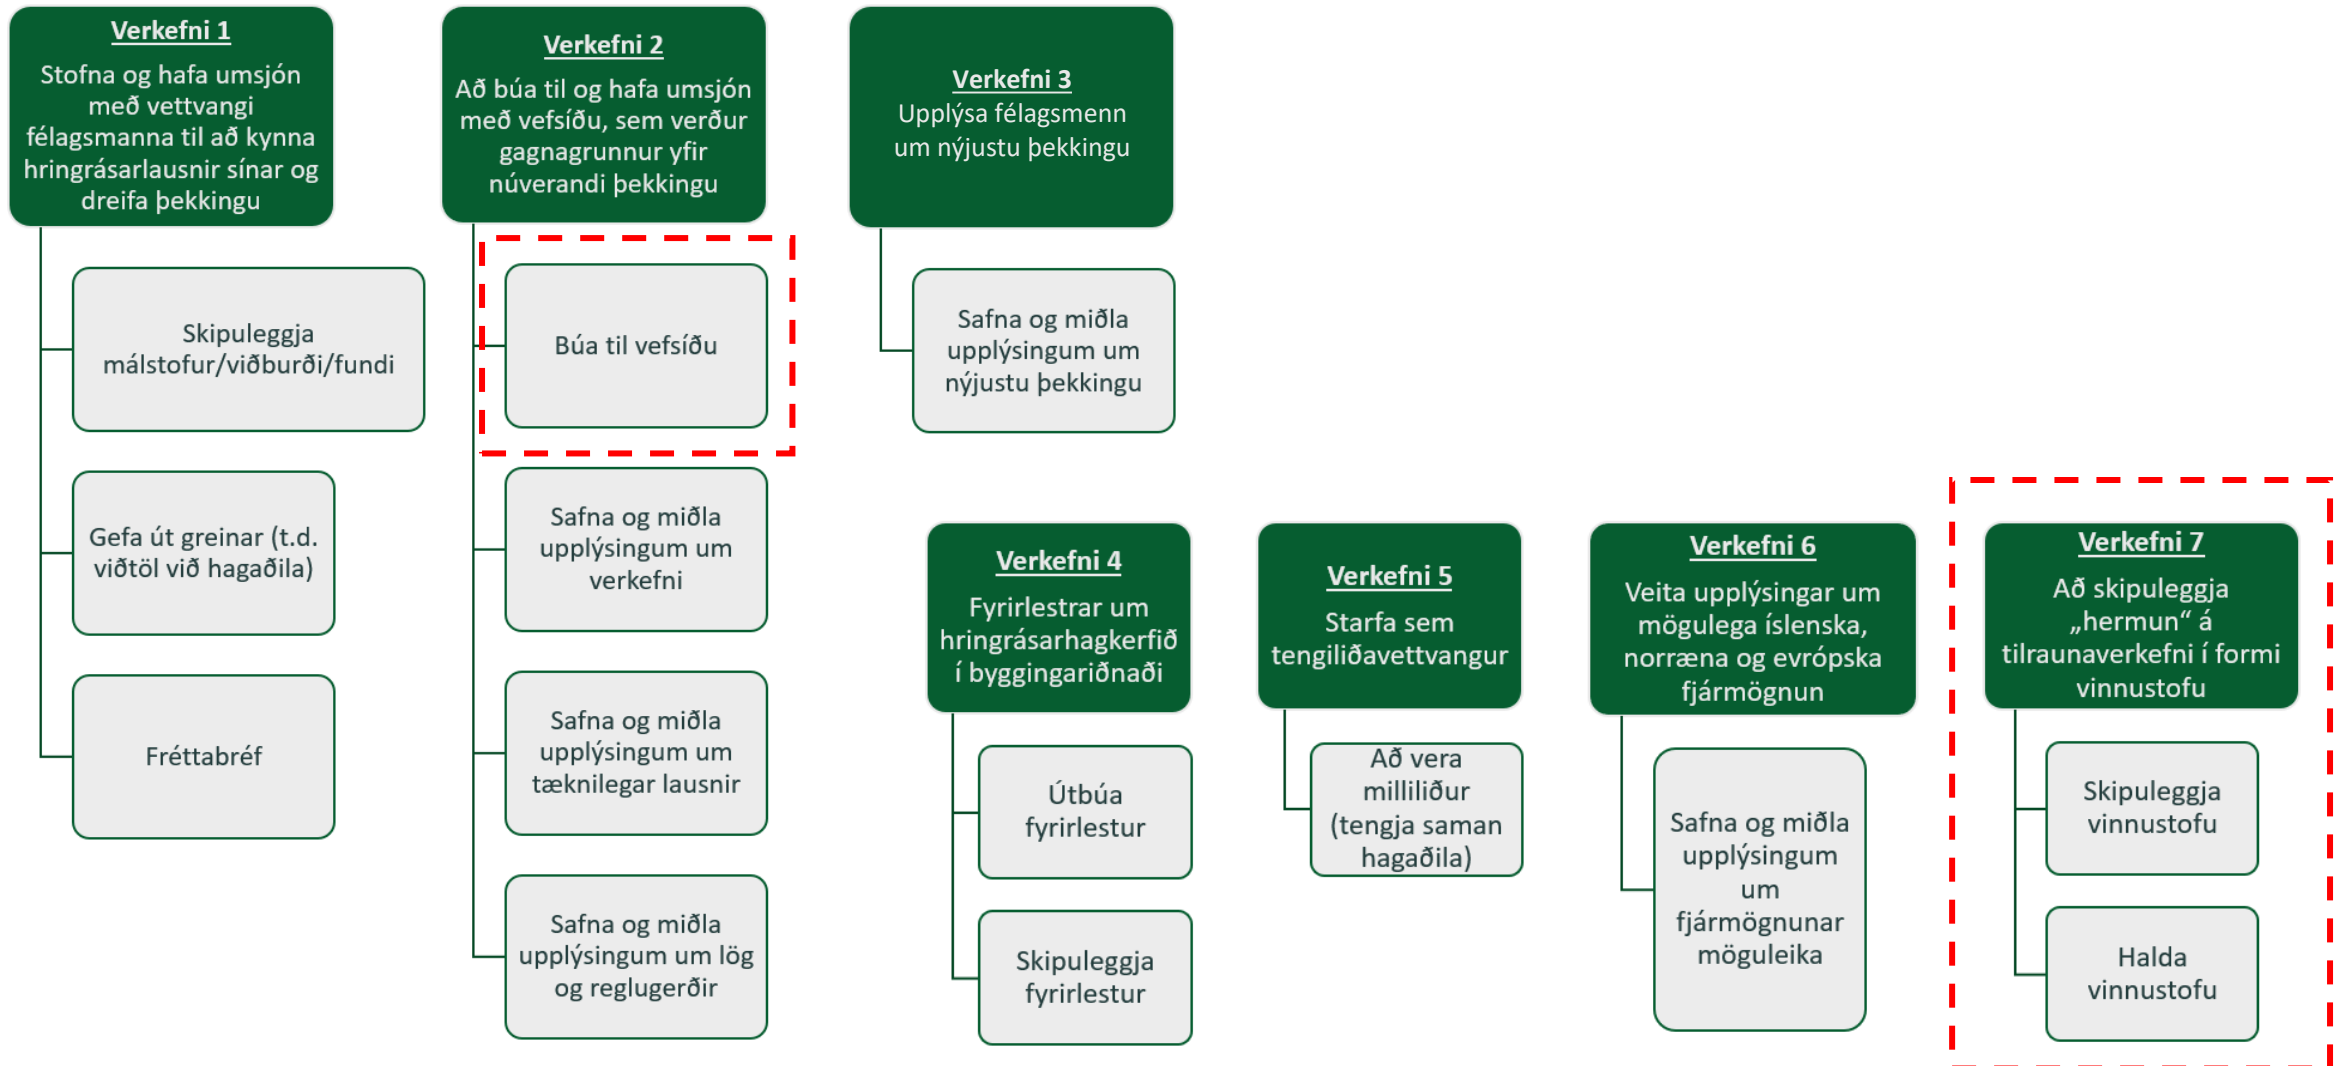 Verkefni 1
Stofna og hafa umsjón
með vettvangi
félagsmanna til að kynna
hringrásarlausnir sínar og
dreifa þekkingu
Skipuleggja
málstofur/viðburði/fundi
Gefa út greinar (t.d.
viðtöl við hagaðila)
Fréttabréf
Verkefni 2
Að búa til og hafa umsjón
með vefsíðu, sem verður
gagnagrunnur yfir
núverandi þekkingu
Búa til vefsíðu
Safna og miðla
upplýsingum um
verkefni
Safna og miðla
upplýsingum um
tæknilegar lausnir
Safna og miðla
upplýsingum um lög
og reglugerðir
Verkefni 3
Upplýsa félagsmenn
um nýjustu þekkingu
Safna og miðla
upplýsingum um
nýjustu þekkingu
Verkefni 4
Fyrirlestrar um
hringrásarhagkerfið
í byggingariðnaði
Útbúa
fyrirlestur
Skipuleggja
fyrirlestur
Verkefni 5
Starfa sem
tengiliðavettvangur
Að vera
milliliður
(tengja saman
hagaðila)
Verkefni 6
Veita upplýsingar um
mögulega íslenska,
norræna og evrópska
fjármögnun
Safna og miðla
upplýsingum
um
fjármögnunar
möguleika
Verkefni 7
Að skipuleggja
„hermun“ á
tilraunaverkefni í formi
vinnustofu
Skipuleggja
vinnustofu
Halda
vinnustofu